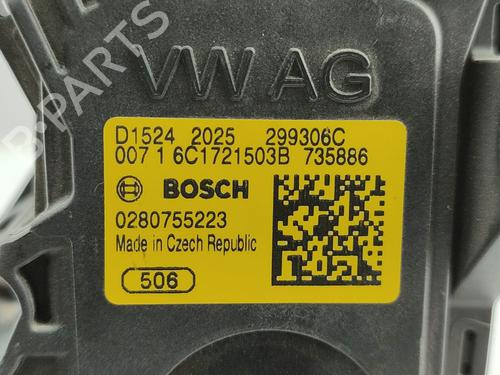 B-PARTS
VW AG
D1524 2025 299306C
007 1 6C1721503B 735886
BOSCH
0280755223
Made in Czech Republic
506